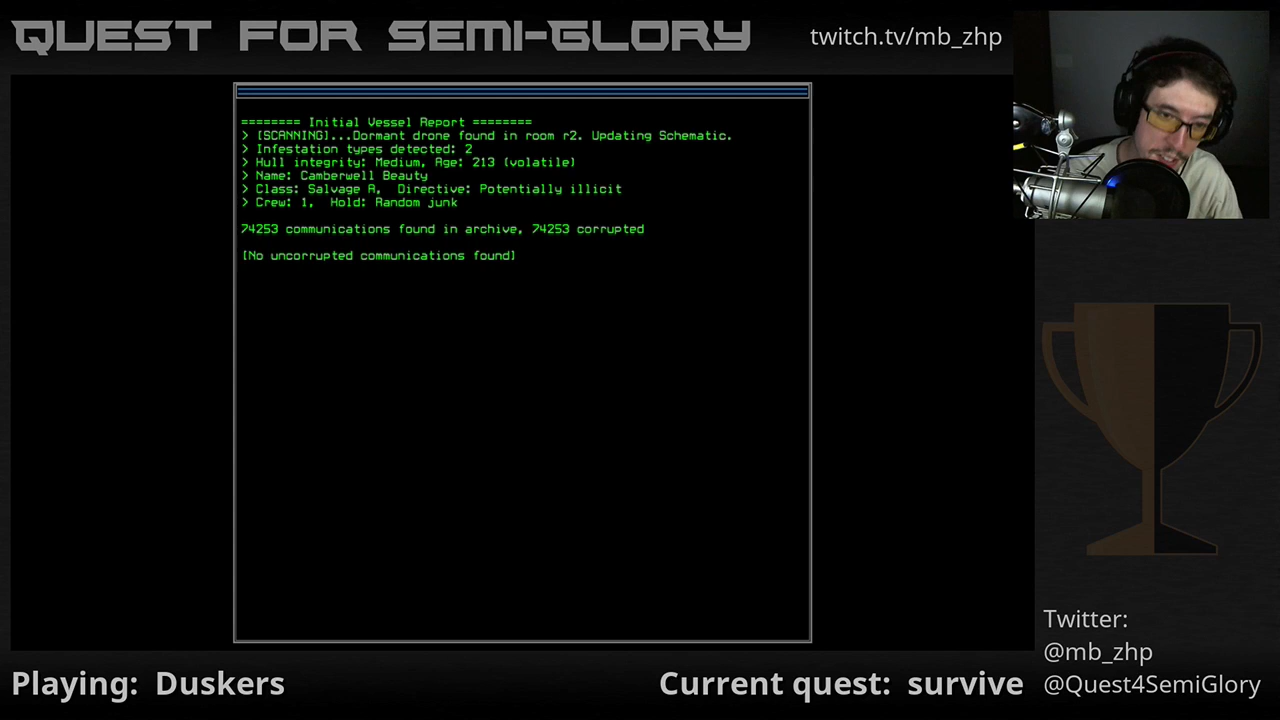 QUEST FOR SEMI-GLORY
twitch.tv/mb_zhp
======== Initial Vessel Report ========
> [SCANNING]...Dormant drone found in room r2. Updating Schematic.
> Infestation types detected: 2
> Hull integrity: Medium, Age: 213 (volatile)
> Name: Camberwell Beauty
> Class: Salvage A, Directive: Potentially illicit
> Crew: 1, Hold: Random junk
74253 communications found in archive, 74253 corrupted
[No uncorrupted communications found]
Twitter:
@mb_zhp
@Quest4SemiGlory
Playing: Duskers
Current quest: survive